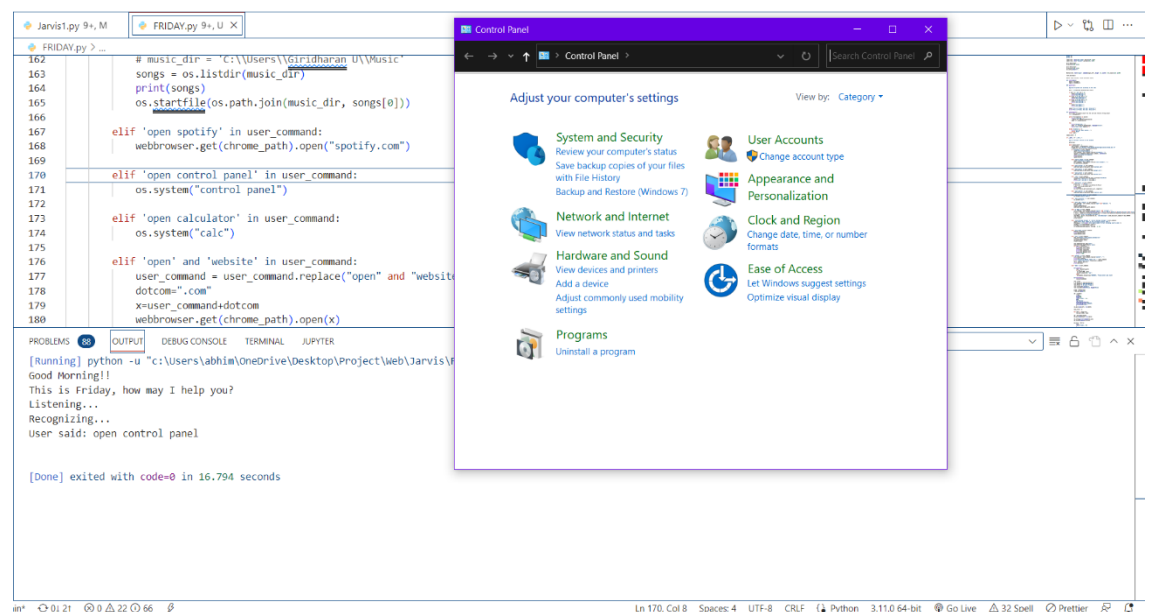 Jarvis1.py 9+, M
FRIDAY.py 9+, U
FRIDAY.py > ...
162 # music_dir = 'C:\\Users\\Giridharan U\\Music'
163 songs = os.listdir(music_dir)
164 print(songs)
165 os.startfile(os.path.join(music_dir, songs[0]))
166
167 elif 'open spotify' in user_command:
168 webbrowser.get(chrome_path).open("spotify.com")
169
170 elif 'open control panel' in user_command:
171 os.system("control panel")
172
173 elif 'open calculator' in user_command:
174 os.system("calc")
175
176 elif 'open' and 'website' in user_command:
177 user_command = user_command.replace("open" and "website
178 dotcom=".com"
179 x=user_command+dotcom
180 webbrowser.get(chrome_path).open(x)
Control Panel
Control Panel >
Search Control Panel
Adjust your computer's settings
View by: Category
System and Security
Review your computer's status
Save backup copies of your files
with File History
Backup and Restore (Windows 7)
Network and Internet
View network status and tasks
Hardware and Sound
View devices and printers
Add a device
Adjust commonly used mobility
settings
Programs
Uninstall a program
User Accounts
Change account type
Appearance and
Personalization
Clock and Region
Change date, time, or number
formats
Ease of Access
Let Windows suggest settings
Optimize visual display
PROBLEMS 88 OUTPUT DEBUG CONSOLE TERMINAL JUPYTER
[Running] python -u "c:\Users\abhim\OneDrive\Desktop\Project\Web\Jarvis\F
Good Morning!!
This is Friday, how may I help you?
Listening...
Recognizing...
User said: open control panel
[Done] exited with code=0 in 16.794 seconds
0↓ 2↑ 0 22 66 Ln 170, Col 8 Spaces: 4 UTF-8 CRLF Python 3.11.0 64-bit Go Live 32 Spell Prettier